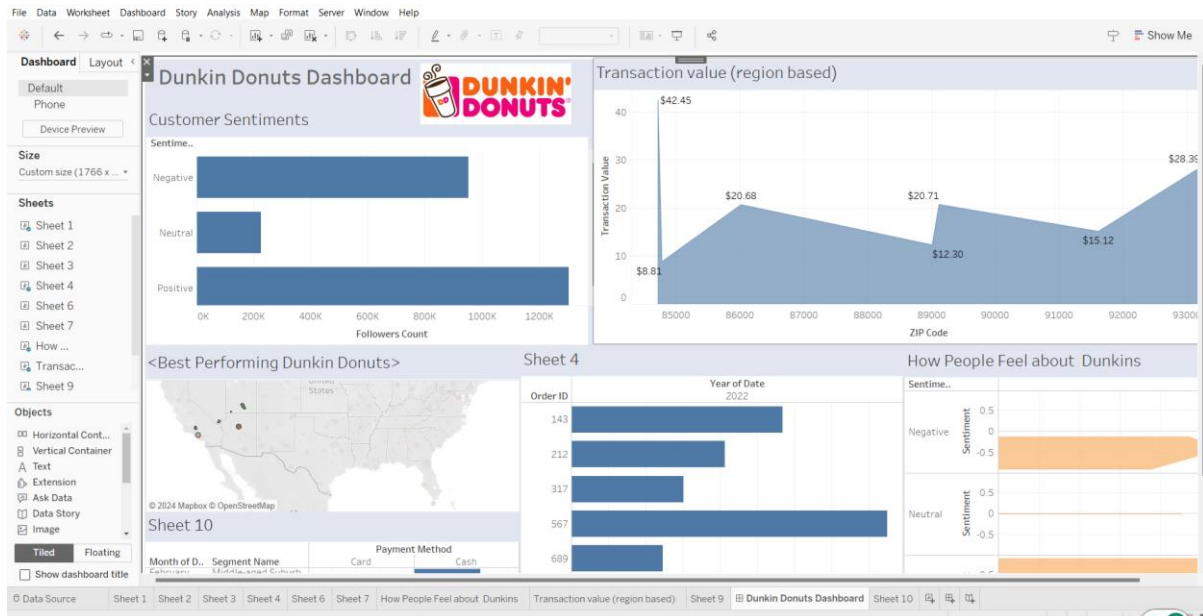 File Data Worksheet Dashboard Story Analysis Map Format Server Window Help
Show Me
Dashboard Layout
Default
Phone
Device Preview
Size
Custom size (1766 x ...
Sheets
Sheet 1
Sheet 2
Sheet 3
Sheet 4
Sheet 6
Sheet 7
How ...
Transac...
Sheet 9
Objects
Horizontal Cont...
Vertical Container
Text
Extension
Ask Data
Data Story
Image
Tiled Floating
Show dashboard title
Dunkin Donuts Dashboard
DUNKIN'
DONUTS
DD
Customer Sentiments
Sentime..
Negative
Neutral
Positive
0K 200K 400K 600K 800K 1000K 1200K
Followers Count
Transaction value (region based)
Transaction Value
40
30
20
10
0
$42.45
$8.81
$20.68
$12.30
$20.71
$15.12
$28.39
85000 86000 87000 88000 89000 90000 91000 92000 93000
ZIP Code
<Best Performing Dunkin Donuts>
United
States
© 2024 Mapbox © OpenStreetMap
Sheet 4
Year of Date
Order ID 2022
143
212
317
567
689
How People Feel about Dunkins
Sentime..
Negative
Sentiment
0.5
0
-0.5
Neutral
Sentiment
0.5
0
-0.5
Sheet 10
Payment Method
Month of D.. Segment Name Card Cash
February Middle-aged Suburb
Data Source Sheet 1 Sheet 2 Sheet 3 Sheet 4 Sheet 6 Sheet 7 How People Feel about Dunkins Transaction value (region based) Sheet 9 Dunkin Donuts Dashboard Sheet 10